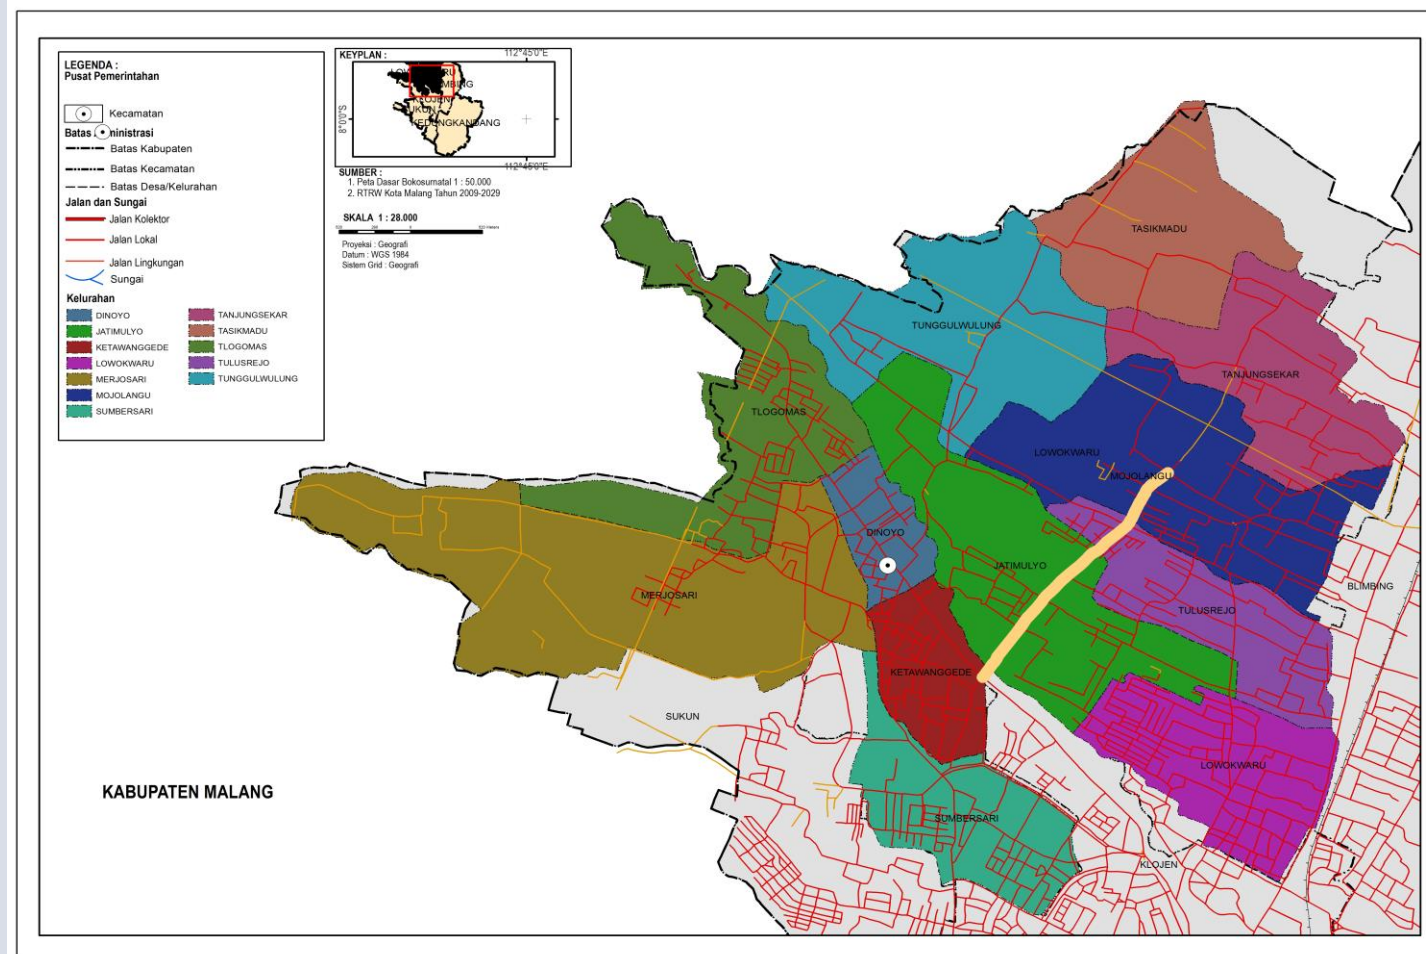 LEGENDA :
Pusat Pemerintahan
Kecamatan
Batas ministrasi
Batas Kabupaten
Batas Kecamatan
Batas Desa/Kelurahan
Jalan dan Sungai
Jalan Kolektor
Jalan Lokal
Jalan Lingkungan
Sungai
Kelurahan
DINOYO
JATIMULYO
KETAWANGGEDE
LOWOKWARU
MERJOSARI
MOJOLANGU
SUMBERSARI
TANJUNGSEKAR
TASIKMADU
TLOGOMAS
TULUSREJO
TUNGGULWULUNG
KEYPLAN :
112°45'0"E
8°0'0"S
KLOJEN
KEDUNGKANDANG
112°45'0"E
SUMBER :
1. Peta Dasar Bokosurnatal 1 : 50.000
2. RTRW Kota Malang Tahun 2009-2029
SKALA 1 : 28.000
Proyeksi : Geografi
Datum : WGS 1984
Sistem Grid : Geografi
TASIKMADU
TUNGGULWULUNG
TANJUNGSEKAR
TLOGOMAS
LOWOKWARU
MOJOLANGU
DINOYO
JATIMULYO
BLIMBING
MERJOSARI
TULUSREJO
KETAWANGGEDE
SUKUN
LOWOKWARU
KABUPATEN MALANG
SUMBERSARI
KLOJEN